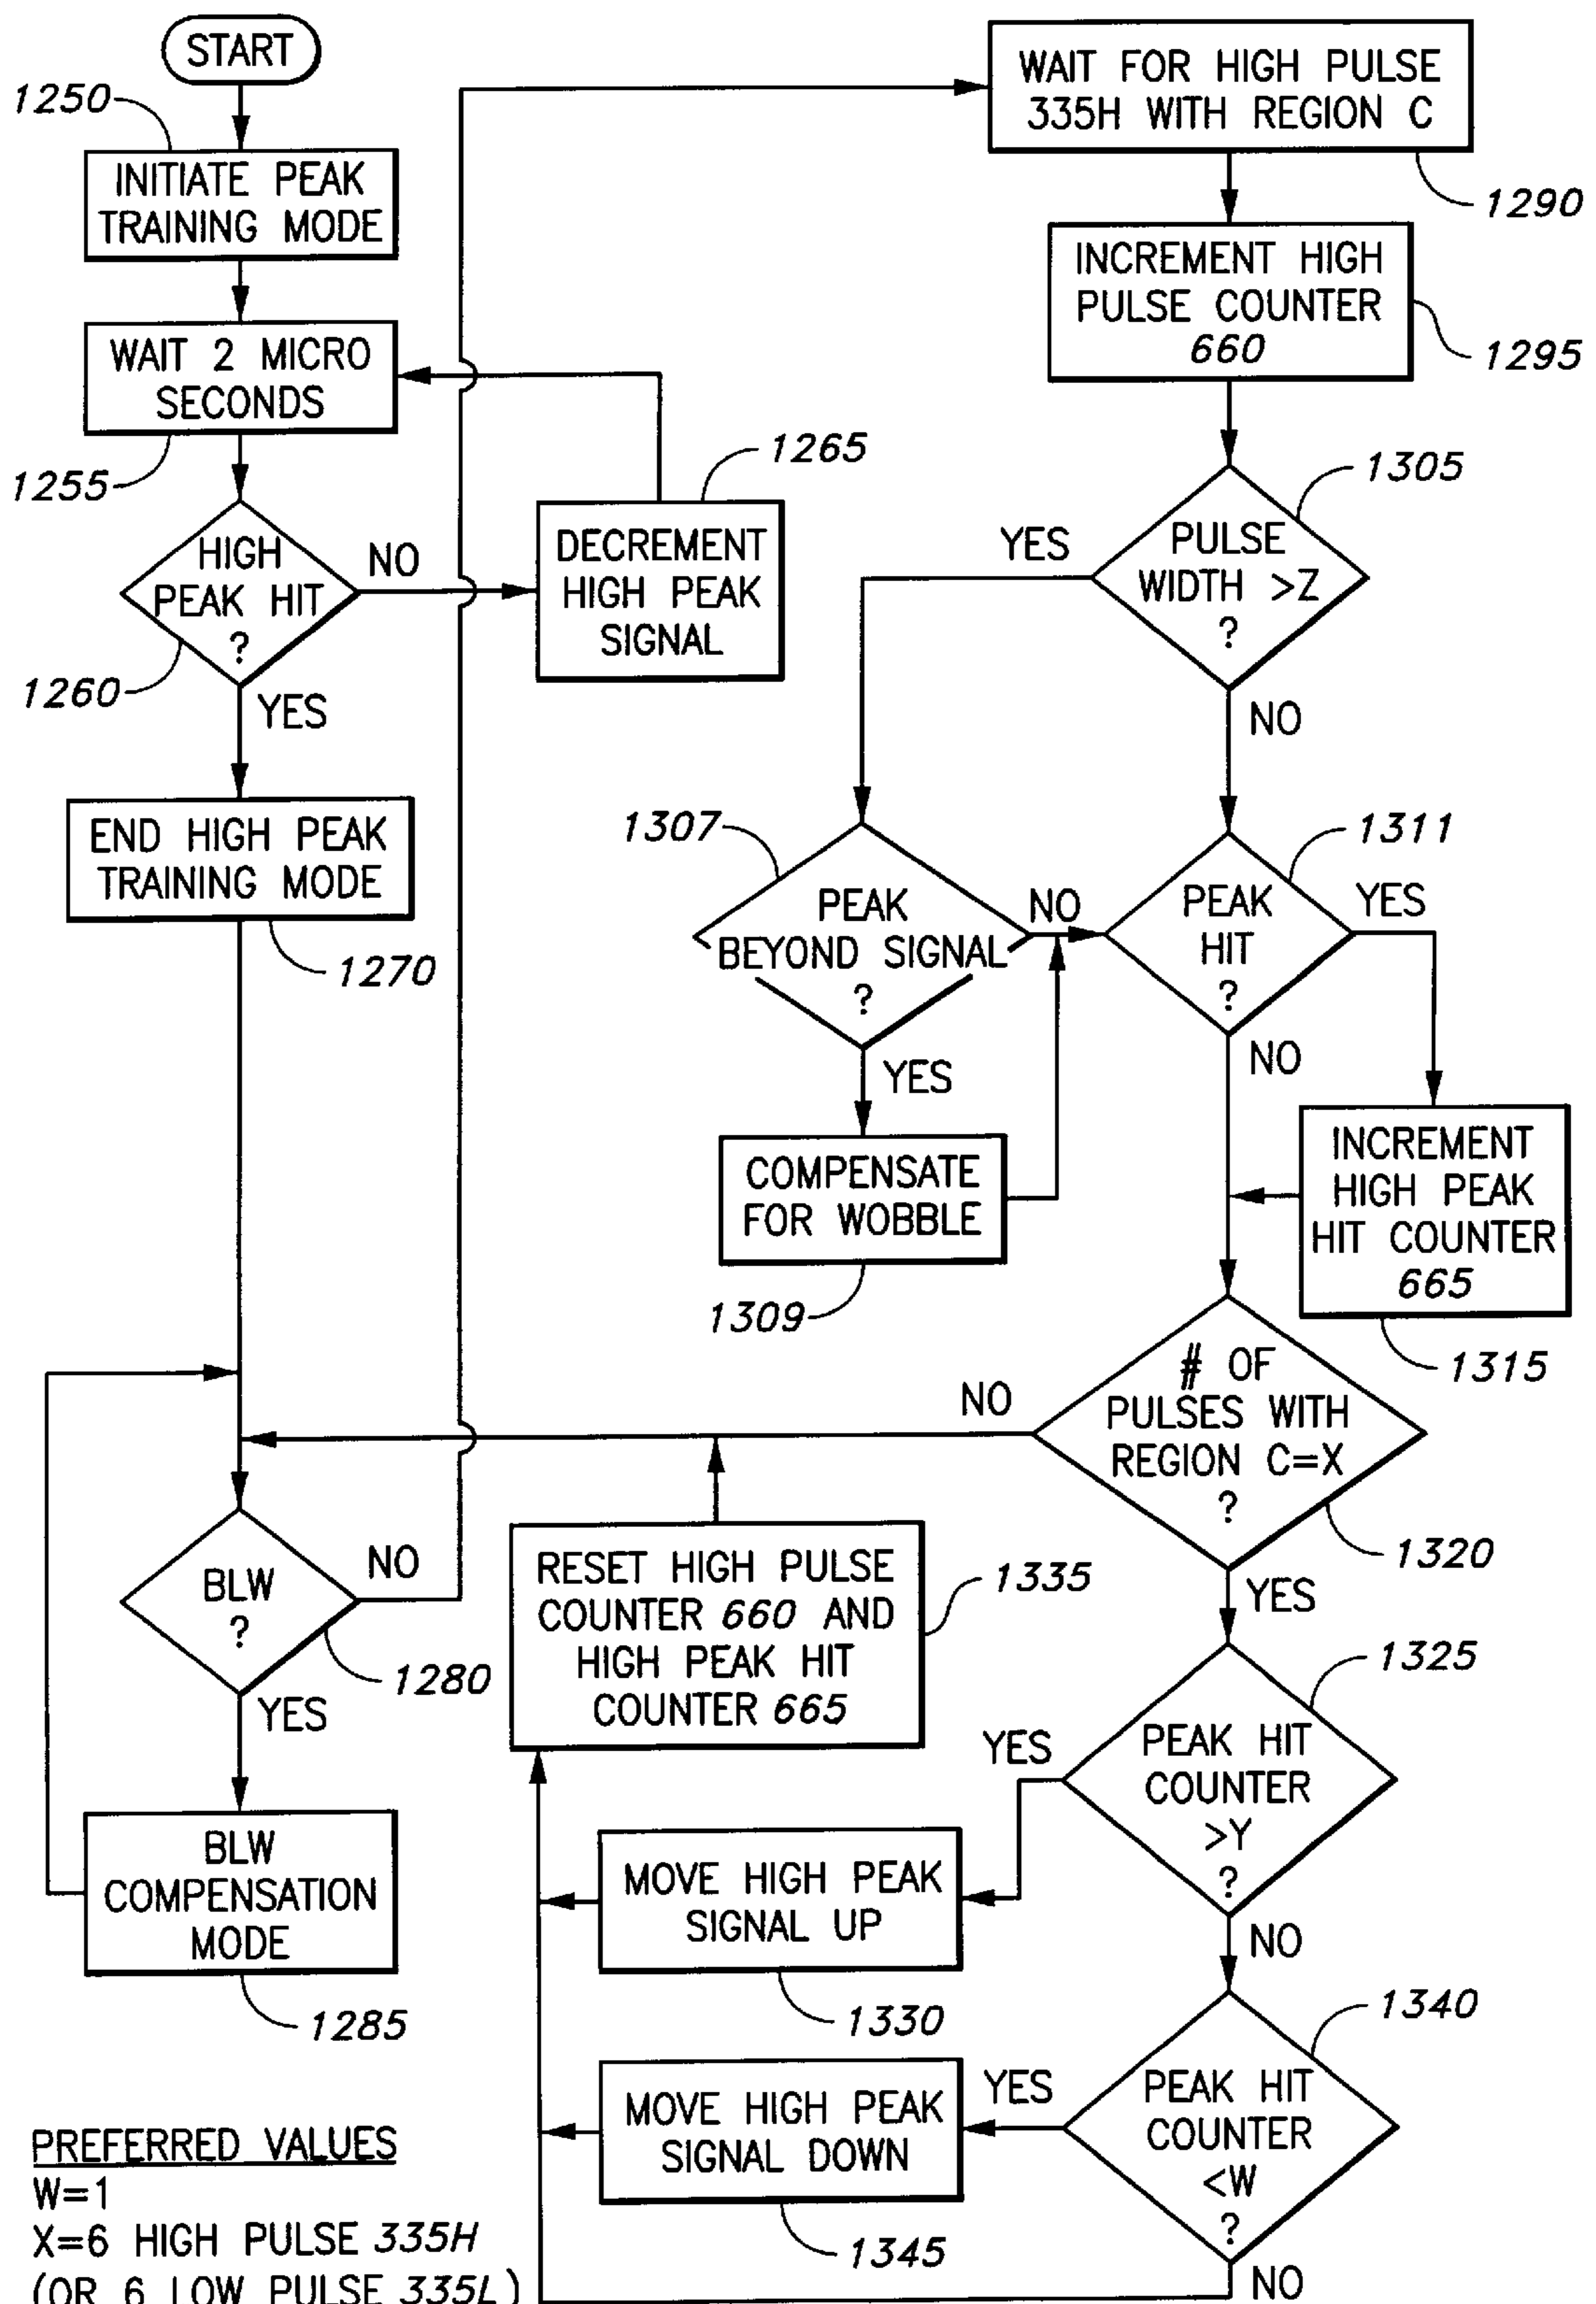 START
1250
INITIATE PEAK
TRAINING MODE
WAIT 2 MICRO
SECONDS
1255
HIGH
PEAK HIT
?
NO
1260
YES
1265
DECREMENT
HIGH PEAK
SIGNAL
END HIGH PEAK
TRAINING MODE
1270
BLW
?
NO
1280
YES
BLW
COMPENSATION
MODE
1285
WAIT FOR HIGH PULSE
335H WITH REGION C
1290
INCREMENT HIGH
PULSE COUNTER
660
1295
1305
YES
PULSE
WIDTH >Z
?
NO
1307
PEAK
BEYOND SIGNAL
?
NO
YES
COMPENSATE
FOR WOBBLE
1309
1311
PEAK
HIT
?
YES
NO
INCREMENT
HIGH PEAK
HIT COUNTER
665
1315
# OF
PULSES WITH
REGION C=X
?
NO
1320
YES
RESET HIGH PULSE
COUNTER 660 AND
HIGH PEAK HIT
COUNTER 665
1335
1325
YES
PEAK HIT
COUNTER
>Y
?
NO
MOVE HIGH PEAK
SIGNAL UP
1330
1340
YES
PEAK HIT
COUNTER
<W
?
NO
MOVE HIGH PEAK
SIGNAL DOWN
1345
PREFERRED VALUES
W=1
X=6 HIGH PULSE 335H
(OR 6 LOW PULSE 335L)